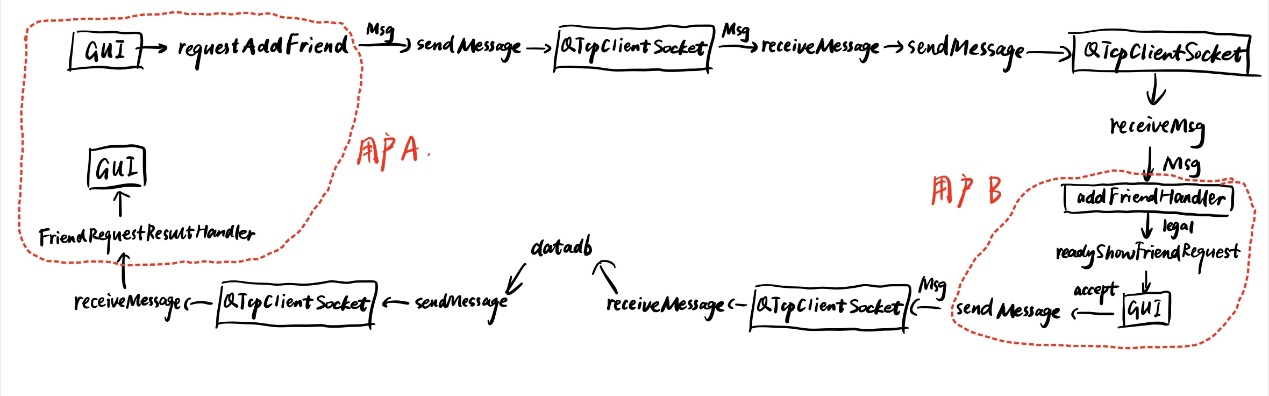 GUI
requestAddFriend
Msg
sendMessage
QTcpClientSocket
Msg
receiveMessage
sendMessage
QTcpClientSocket
receiveMsg
Msg
用户A.
GUI
用户B
addFriendHandler
legal
FriendRequestResultHandler
readyShowFriendRequest
datadb
accept
GUI
Msg
sendMessage
QTcpClientSocket
receiveMessage
sendMessage
QTcpClientSocket
receiveMessage